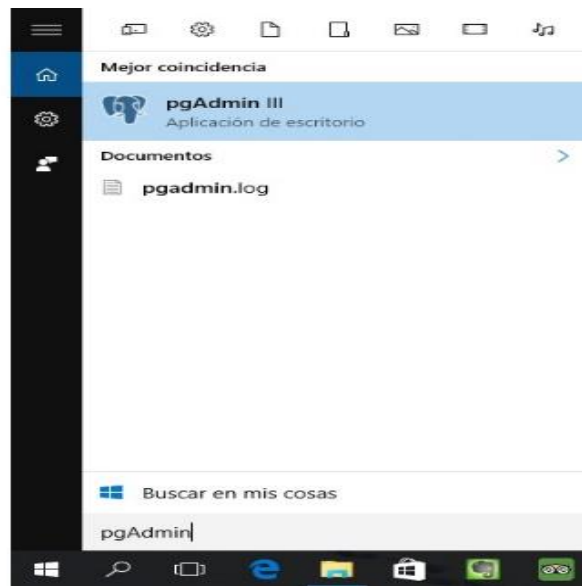 Mejor coincidencia
pgAdmin III
Aplicación de escritorio
Documentos
pgadmin.log
Buscar en mis cosas
pgAdmin